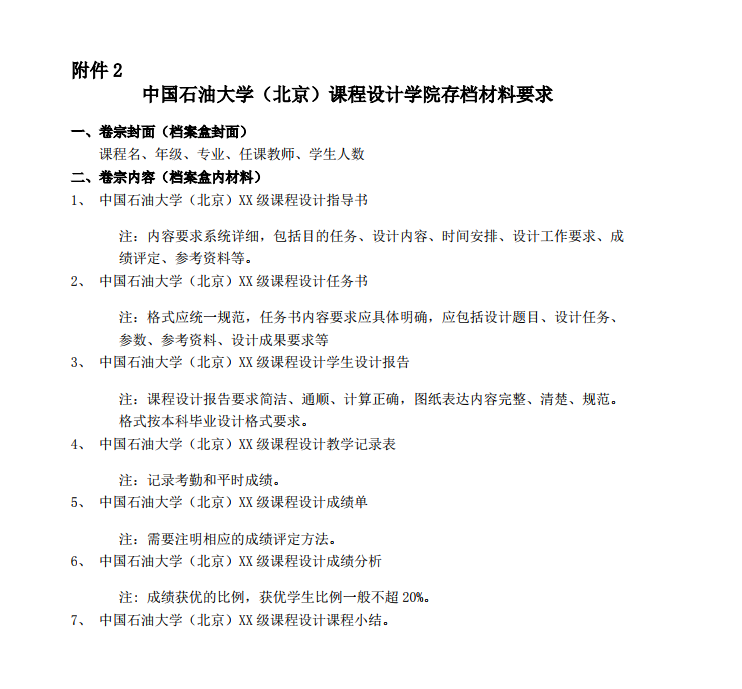 附件 2
中国石油大学（北京）课程设计学院存档材料要求
一、卷宗封面（档案盒封面）
课程名、年级、专业、任课教师、学生人数
二、卷宗内容（档案盒内材料）
1、 中国石油大学（北京）XX 级课程设计指导书
注：内容要求系统详细，包括目的任务、设计内容、时间安排、设计工作要求、成
绩评定、参考资料等。
2、 中国石油大学（北京）XX 级课程设计任务书
注：格式应统一规范，任务书内容要求应具体明确，应包括设计题目、设计任务、
参数、参考资料、设计成果要求等
3、 中国石油大学（北京）XX 级课程设计学生设计报告
注：课程设计报告要求简洁、通顺、计算正确，图纸表达内容完整、清楚、规范。
格式按本科毕业设计格式要求。
4、 中国石油大学（北京）XX 级课程设计教学记录表
注：记录考勤和平时成绩。
5、 中国石油大学（北京）XX 级课程设计成绩单
注：需要注明相应的成绩评定方法。
6、 中国石油大学（北京）XX 级课程设计成绩分析
注: 成绩获优的比例，获优学生比例一般不超 20%。
7、 中国石油大学（北京）XX 级课程设计课程小结。